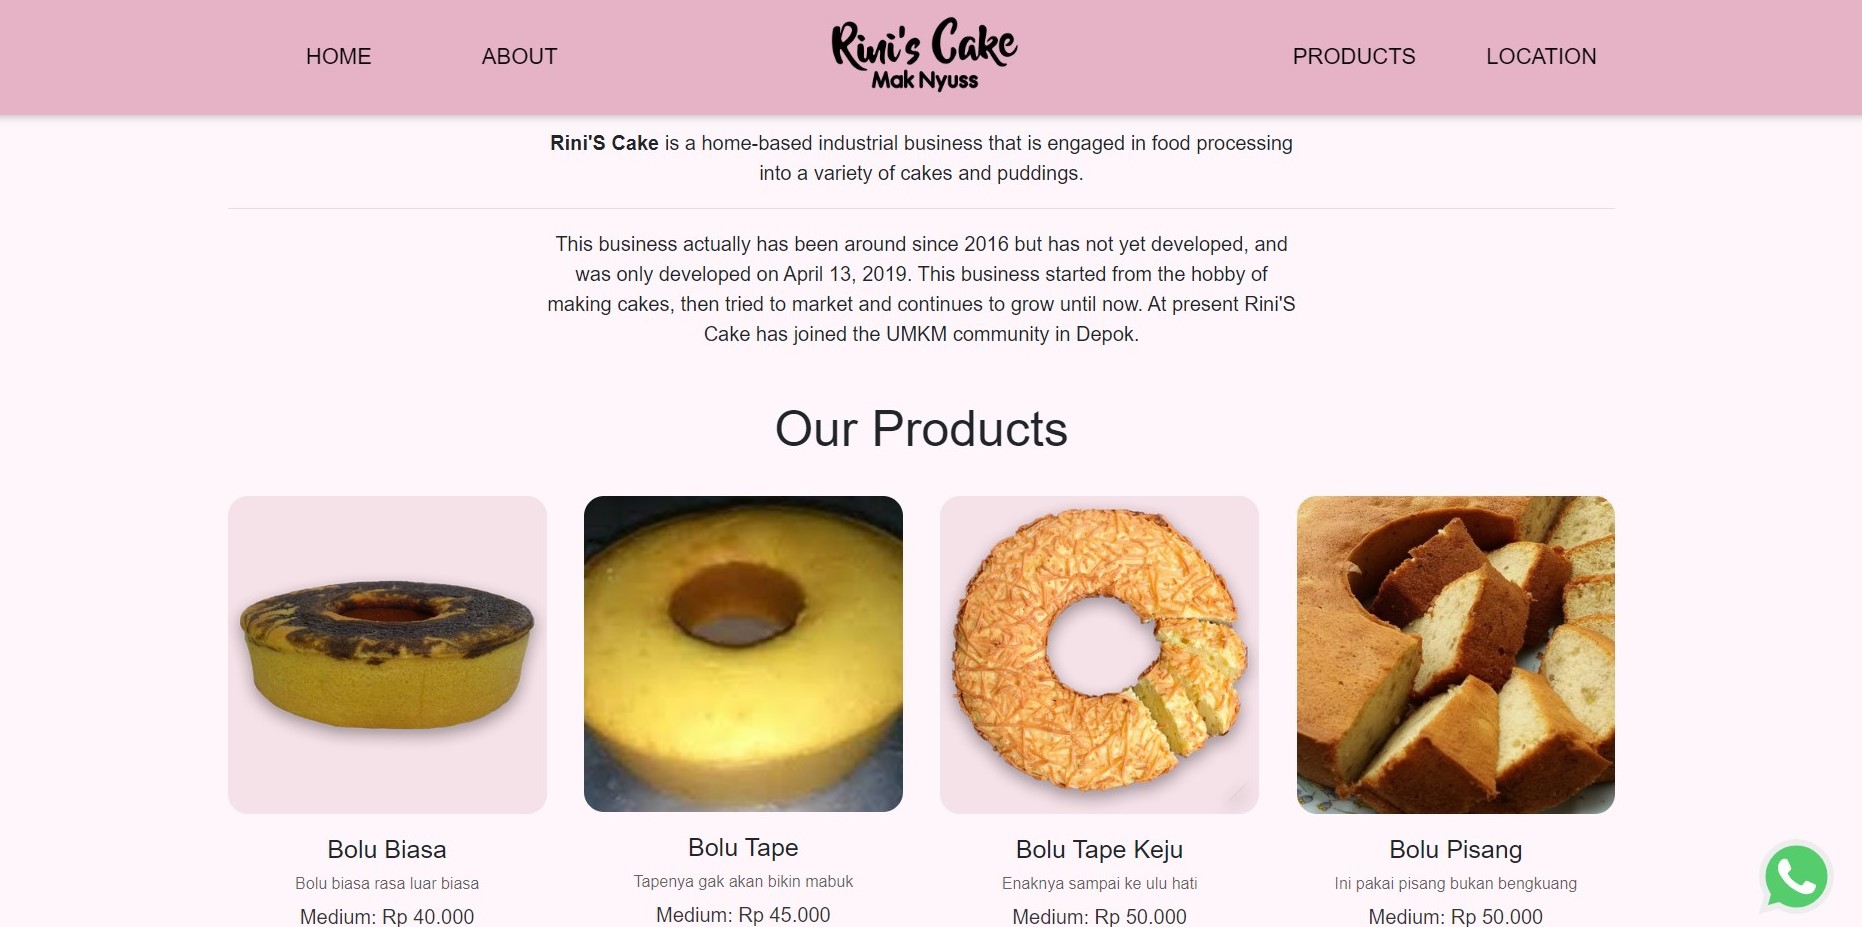 HOME
ABOUT
Rini's Cake
Mak Nyuss
PRODUCTS
LOCATION
Rini'S Cake is a home-based industrial business that is engaged in food processing
into a variety of cakes and puddings.
This business actually has been around since 2016 but has not yet developed, and
was only developed on April 13, 2019. This business started from the hobby of
making cakes, then tried to market and continues to grow until now. At present Rini'S
Cake has joined the UMKM community in Depok.
Our Products
Bolu Biasa
Bolu biasa rasa luar biasa
Medium: Rp 40.000
Bolu Tape
Tapenya gak akan bikin mabuk
Medium: Rp 45.000
Bolu Tape Keju
Enaknya sampai ke ulu hati
Medium: Rp 50.000
Bolu Pisang
Ini pakai pisang bukan bengkuang
Medium: Rp 50.000